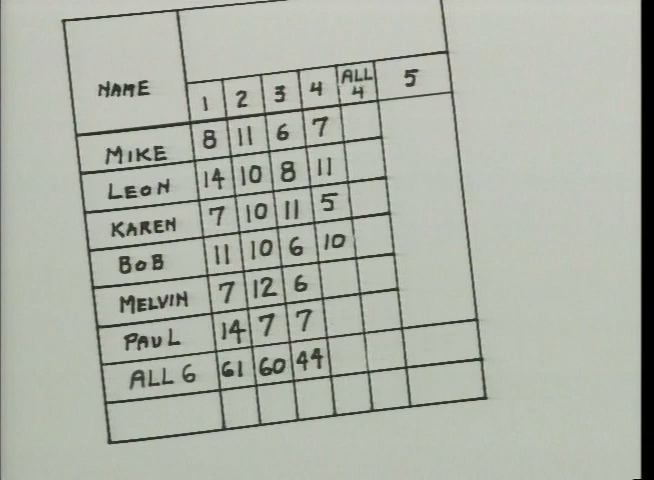 NAME 1 2 3 4 ALL 4 5
MIKE 8 11 6 7
LEON 14 10 8 11
KAREN 7 10 11 5
BOB 11 10 6 10
MELVIN 7 12 6
PAUL 14 7 7
ALL 6 61 60 44